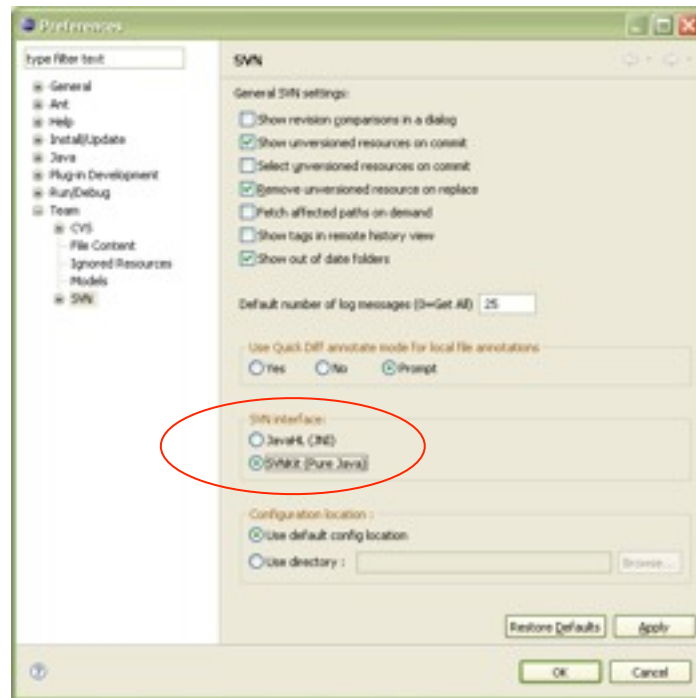 Preferences
type filter text
General
Ant
Help
Install/Update
Java
Plug-in Development
Run/Debug
Team
CVS
File Content
Ignored Resources
Models
SVN
SVN
General SVN settings:
Show revision comparisons in a dialog
Show unversioned resources on commit
Select unversioned resources on commit
Remove unversioned resource on replace
Fetch affected paths on demand
Show tags in remote history view
Show out of date folders
Default number of log messages (0=Get All) 25
Use Quick Diff annotate mode for local file annotations
Yes No Prompt
SVN interface:
JavaHL (JNI)
SVNKit (Pure Java)
Configuration location :
Use default config location
Use directory : Browse...
Restore Defaults Apply
OK Cancel